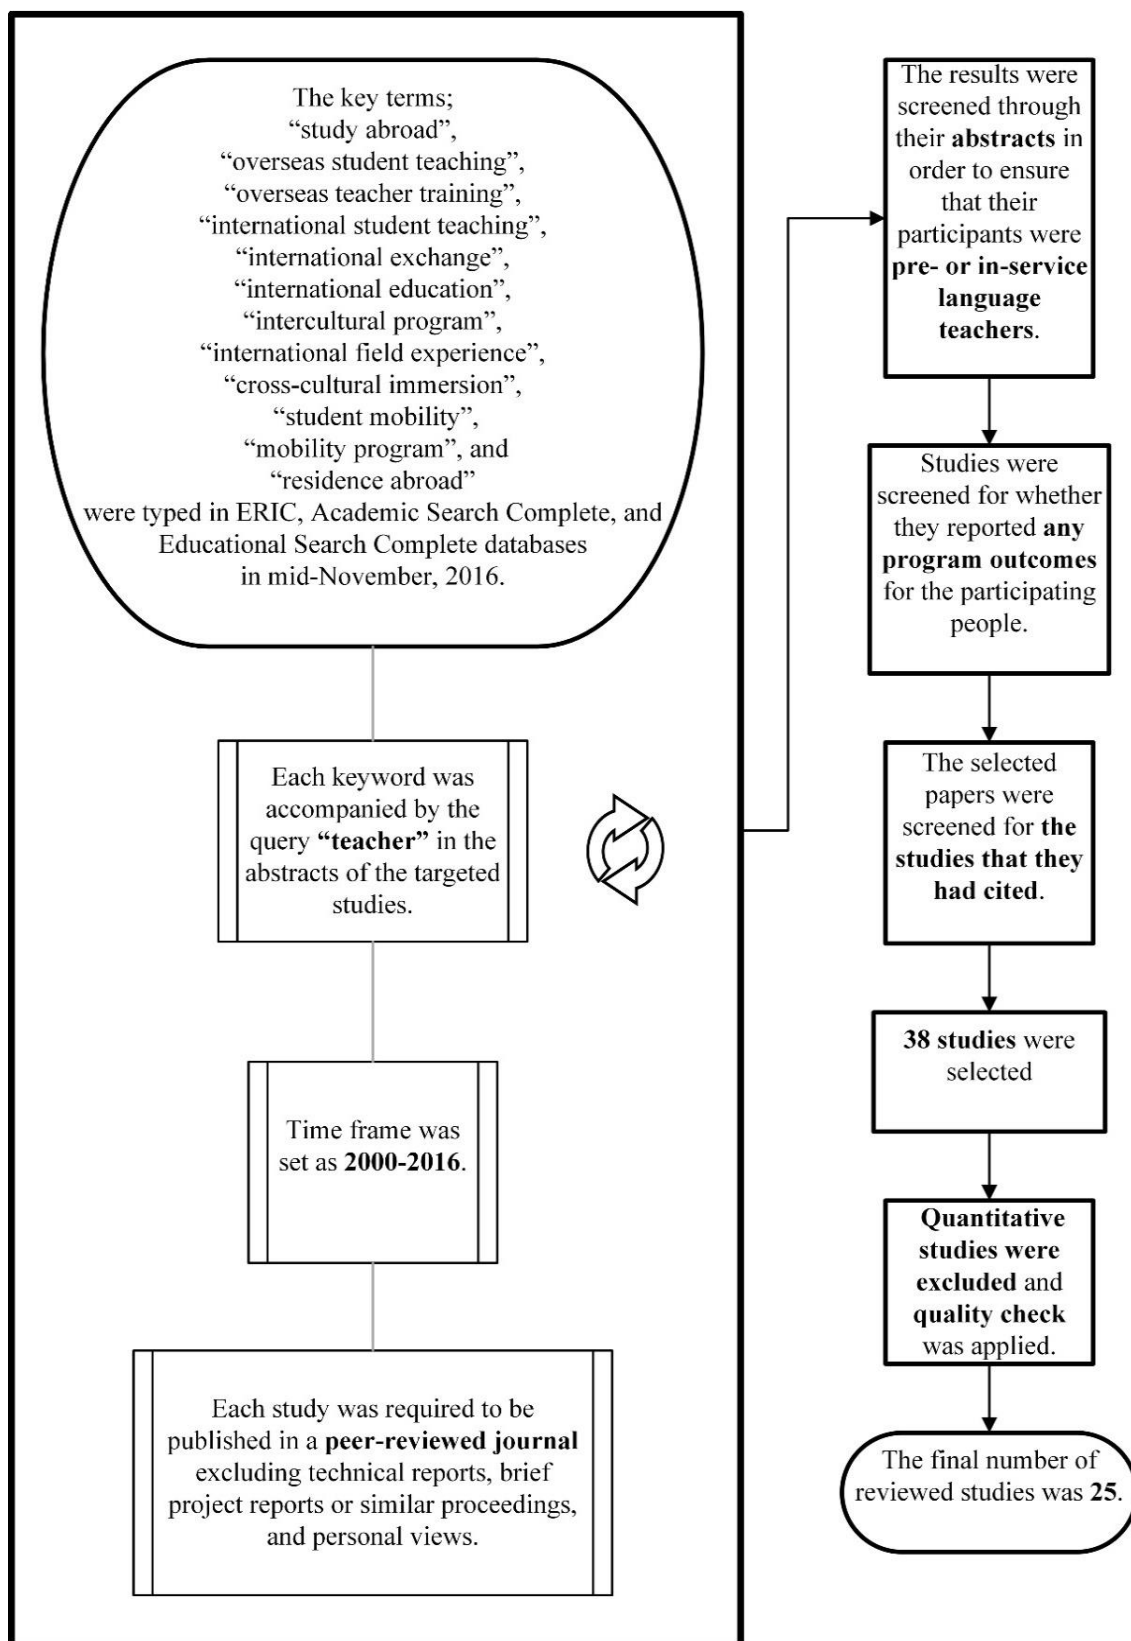 The key terms;
“study abroad”,
“overseas student teaching”,
“overseas teacher training”,
“international student teaching”,
“international exchange”,
“international education”,
“intercultural program”,
“international field experience”,
“cross-cultural immersion”,
“student mobility”,
“mobility program”, and
“residence abroad”
were typed in ERIC, Academic Search Complete, and
Educational Search Complete databases
in mid-November, 2016.
Each keyword was
accompanied by the
query “teacher” in the
abstracts of the targeted
studies.
Time frame was
set as 2000-2016.
Each study was required to be
published in a peer-reviewed journal
excluding technical reports, brief
project reports or similar proceedings,
and personal views.
The results were
screened through
their abstracts in
order to ensure
that their
participants were
pre- or in-service
language
teachers.
Studies were
screened for whether
they reported any
program outcomes
for the participating
people.
The selected
papers were
screened for the
studies that they
had cited.
38 studies were
selected
Quantitative
studies were
excluded and
quality check
was applied.
The final number of
reviewed studies was 25.